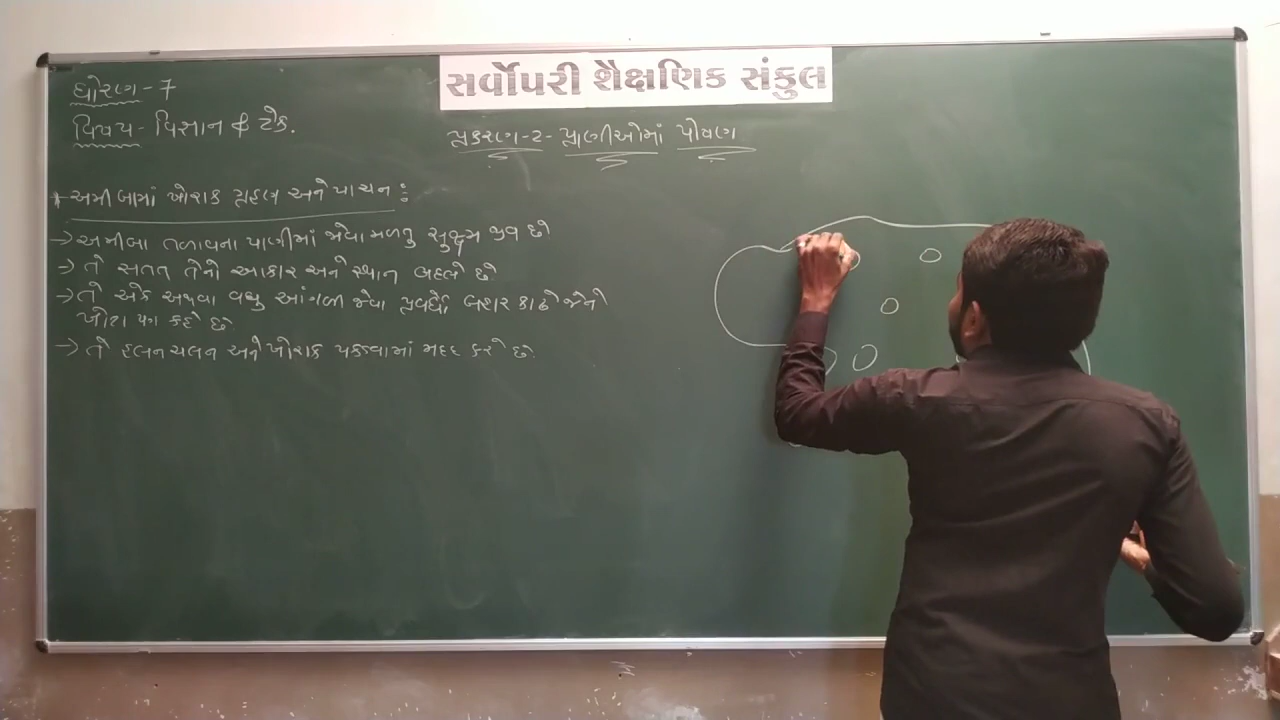 સર્વોપરી શૈક્ષણિક સંકુલ
ધોરણ - 7
વિષય - વિજ્ઞાન & ટેક.
પ્રકરણ-2- પ્રાણીઓમાં પોષણ
* અમીબામાં ખોરાક ગ્રહણ અને પાચન :
→ અમીબા તળાવના પાણીમાં જોવા મળતુ સુક્ષ્મ જીવ છે
→ તે સતત તેનો આકાર અને સ્થાન બદલે છે.
→ તે એક અથવા વધુ આંગળી જેવા પ્રવર્ધો બહાર કાઢે જેને
ખોટા પગ કહે છે.
→ તે હલનચલન અને ખોરાક પકડવામાં મદદ કરે છે.